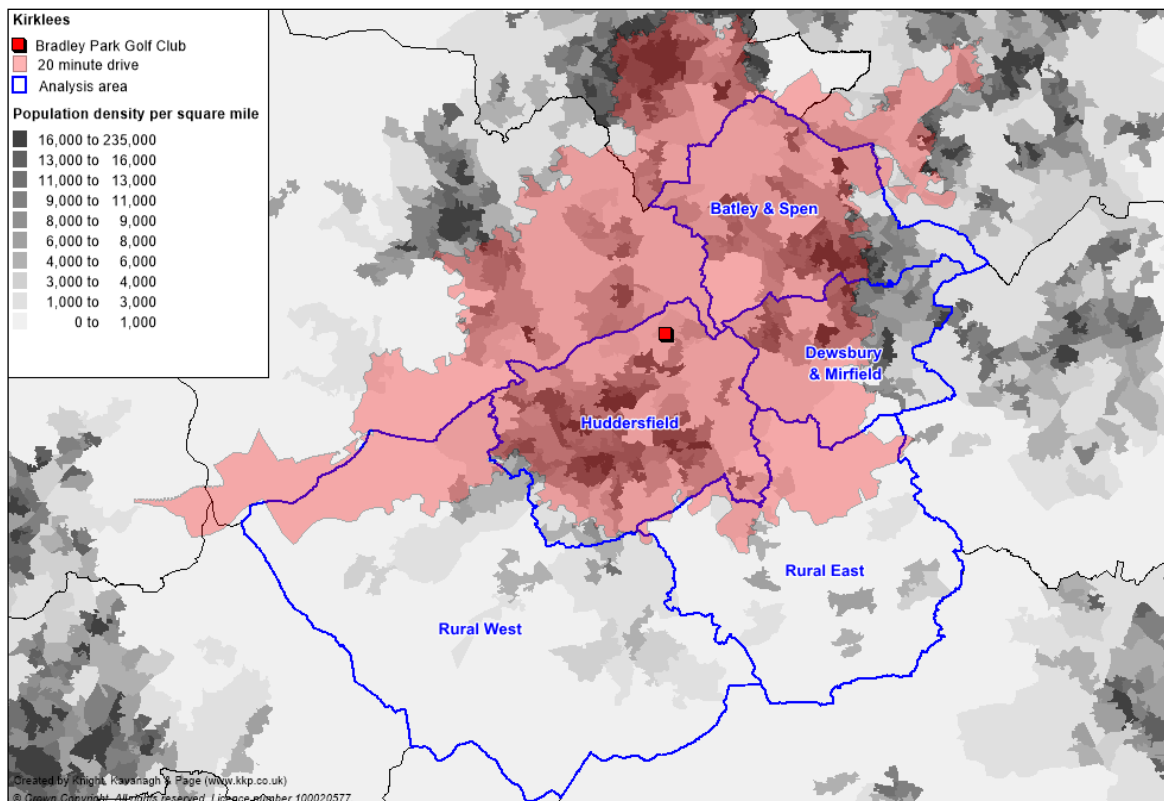 Kirklees
Bradley Park Golf Club
20 minute drive
Analysis area
Population density per square mile
16,000 to 235,000
13,000 to 16,000
11,000 to 13,000
9,000 to 11,000
8,000 to 9,000
6,000 to 8,000
4,000 to 6,000
3,000 to 4,000
1,000 to 3,000
0 to 1,000
Batley & Spen
Dewsbury
& Mirfield
Huddersfield
Rural East
Rural West
Created by Knight, Kavanagh & Page (www.kkp.co.uk)
© Crown Copyright. All rights reserved. Licence number 100020577